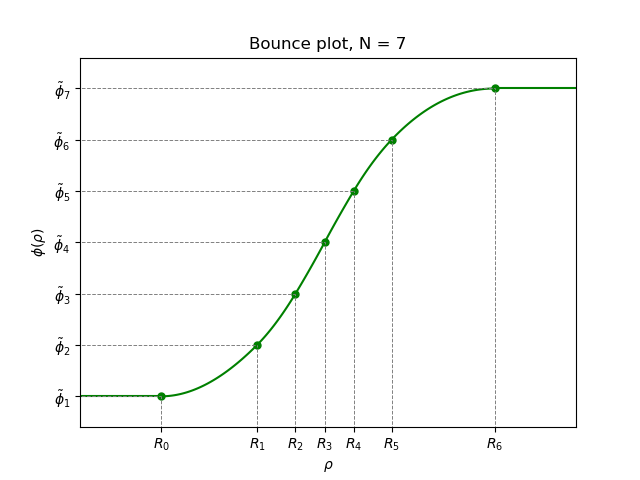 Bounce plot, N = 7
ϕ̃₇
ϕ̃₆
ϕ̃₅
ϕ̃₄
ϕ̃₃
ϕ̃₂
ϕ̃₁
ϕ(ρ)
R₀ R₁ R₂ R₃ R₄ R₅ R₆
ρ